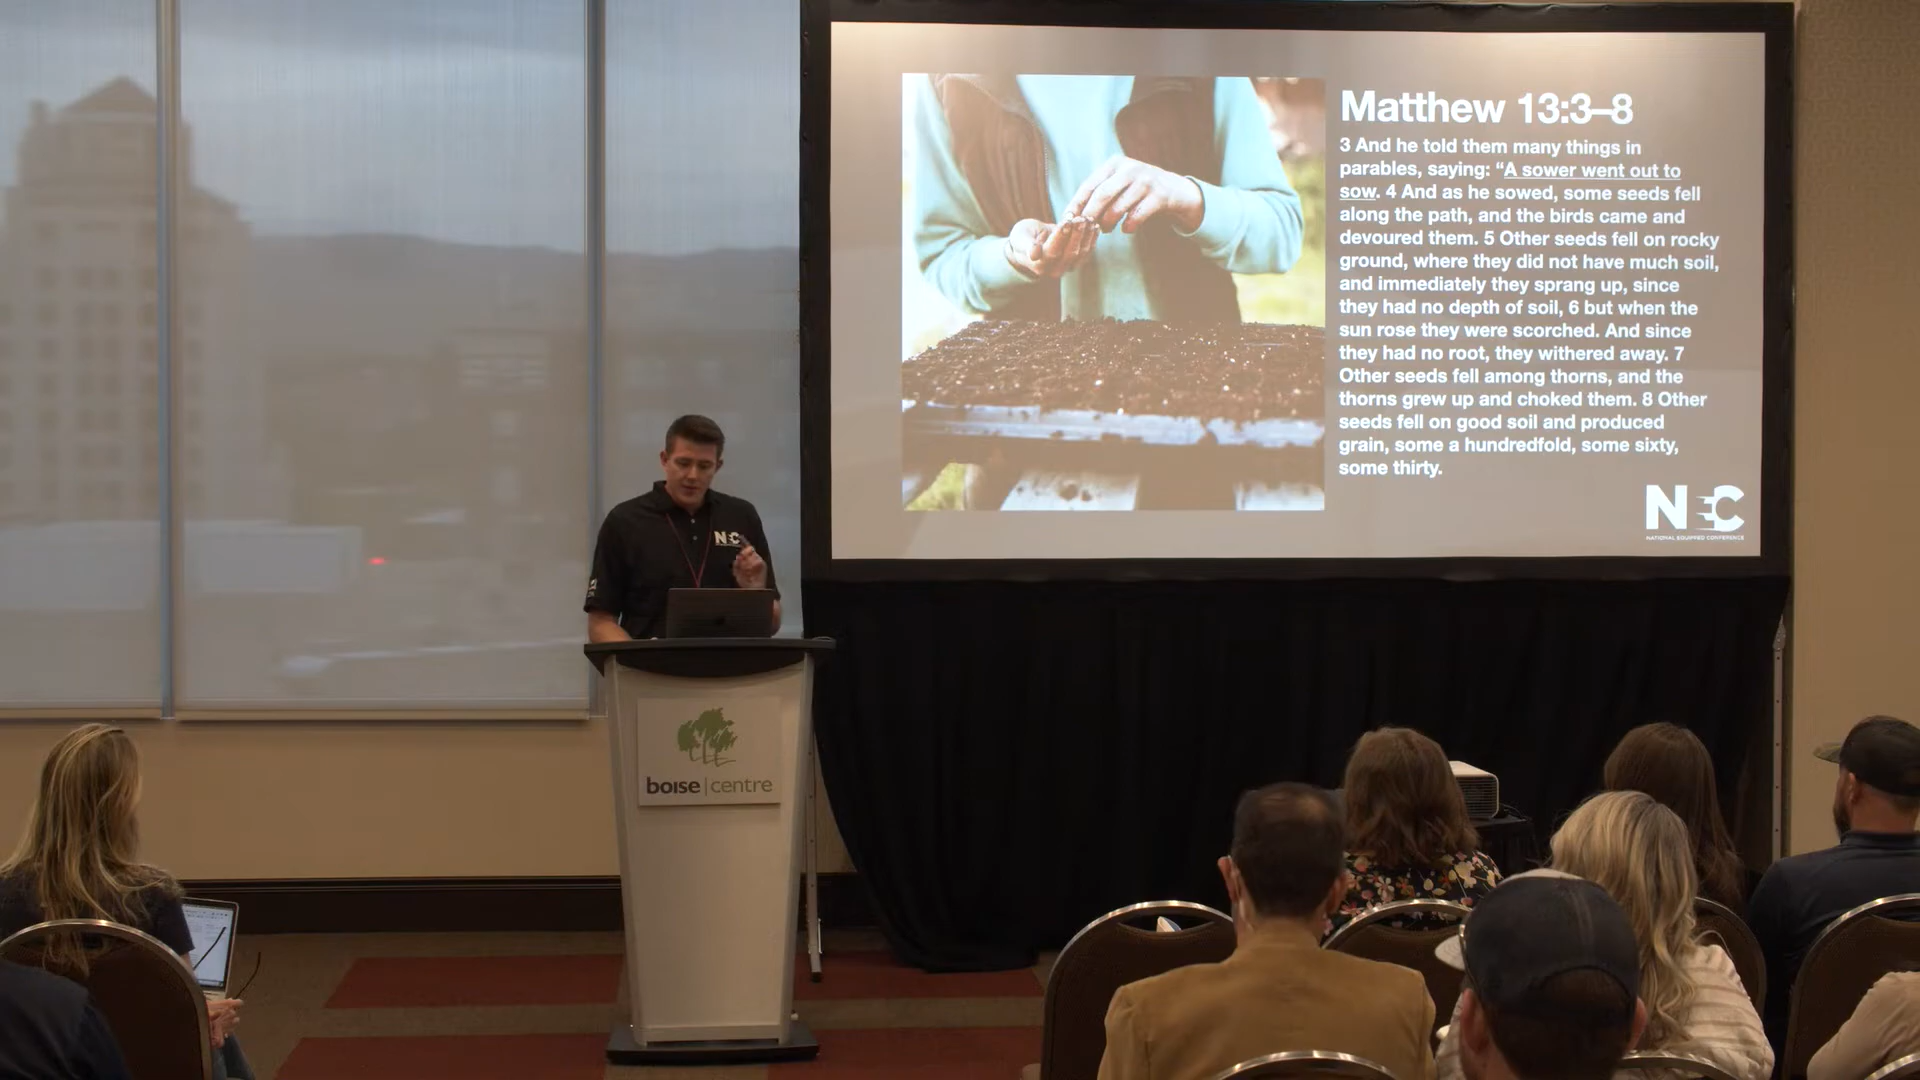 Matthew 13:3–8
3 And he told them many things in
parables, saying: “A sower went out to
sow. 4 And as he sowed, some seeds fell
along the path, and the birds came and
devoured them. 5 Other seeds fell on rocky
ground, where they did not have much soil,
and immediately they sprang up, since
they had no depth of soil, 6 but when the
sun rose they were scorched. And since
they had no root, they withered away. 7
Other seeds fell among thorns, and the
thorns grew up and choked them. 8 Other
seeds fell on good soil and produced
grain, some a hundredfold, some sixty,
some thirty.
NEC
NATIONAL EQUIPPED CONFERENCE
NEC
boise|centre